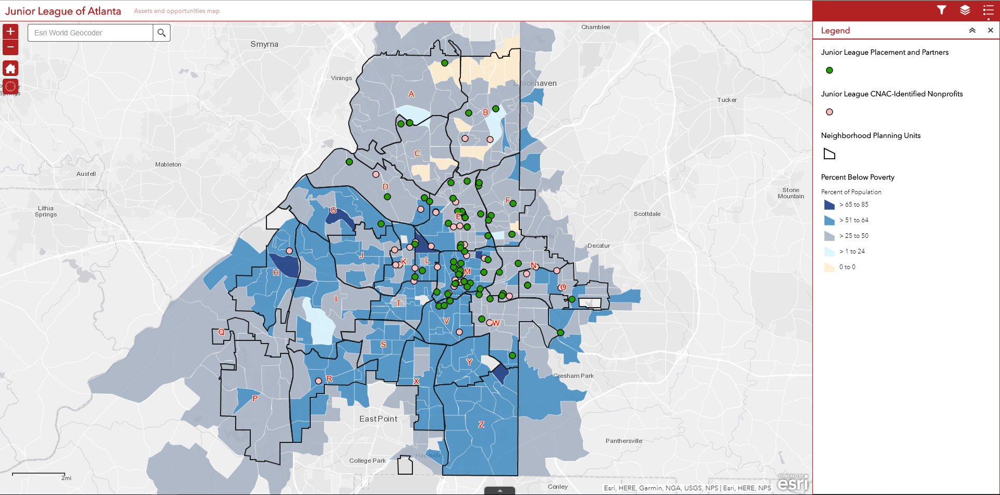 Junior League of Atlanta
Assets and opportunities map
Esri World Geocoder
Legend
Junior League Placement and Partners
Junior League CNAC-Identified Nonprofits
Neighborhood Planning Units
Percent Below Poverty
Percent of Population
> 65 to 85
> 51 to 64
> 25 to 50
> 1 to 24
0 to 0
Chamblee
Smyrna
Vinings
Brookhaven
Tucker
Springs
A
B
C
Mableton
Austell
D
Stone
Mountain
F
Lithia
Springs
G
Scottdale
E
Decatur
J
K
L
M
N
H
O
I
T
V
W
Q
S
Y
R
X
Gresham Park
P
East Point
Z
Panthersville
Hapeville
College Park
Conley
2mi
Esri, HERE, Garmin, NGA, USGS, NPS | Esri, HERE, NPS
POWERED BY
esri